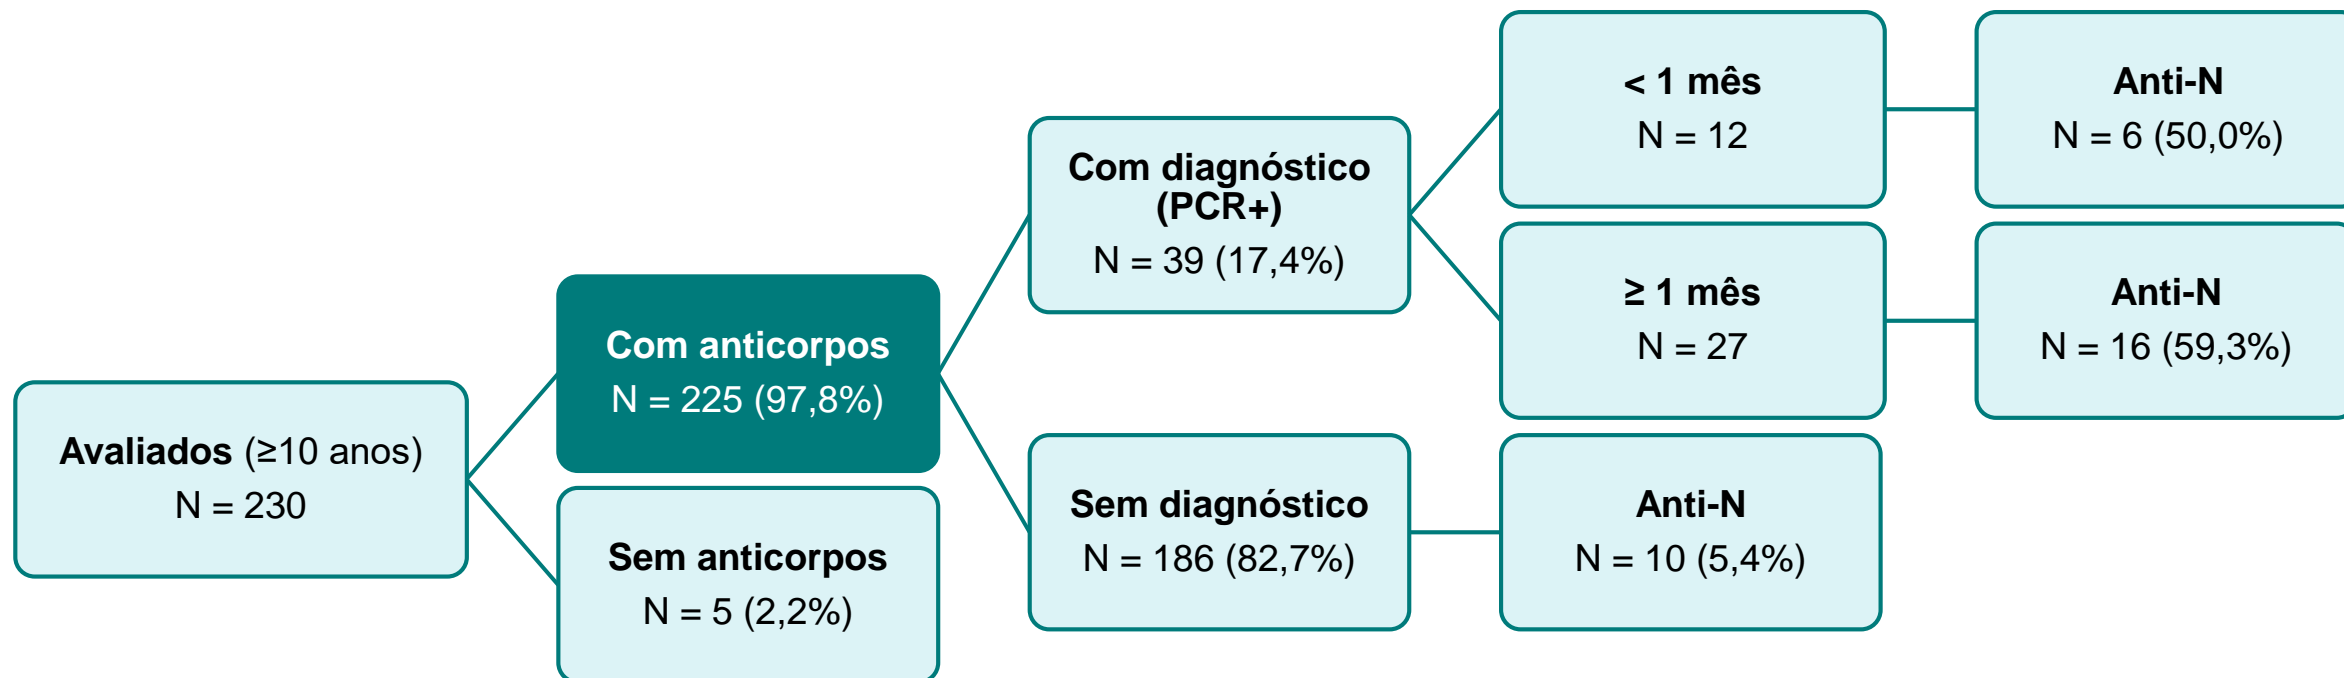 Avaliados (≥10 anos)
N = 230
Com anticorpos
N = 225 (97,8%)
Sem anticorpos
N = 5 (2,2%)
Com diagnóstico
(PCR+)
N = 39 (17,4%)
Sem diagnóstico
N = 186 (82,7%)
< 1 mês
N = 12
≥ 1 mês
N = 27
Anti-N
N = 10 (5,4%)
Anti-N
N = 6 (50,0%)
Anti-N
N = 16 (59,3%)